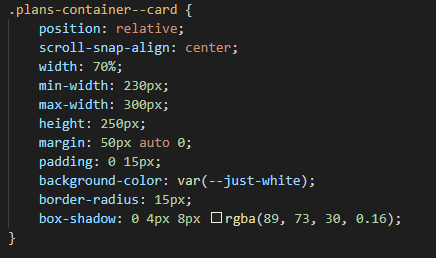 .plans-container--card {
position: relative;
scroll-snap-align: center;
width: 70%;
min-width: 230px;
max-width: 300px;
height: 250px;
margin: 50px auto 0;
padding: 0 15px;
background-color: var(--just-white);
border-radius: 15px;
box-shadow: 0 4px 8px rgba(89, 73, 30, 0.16);
}